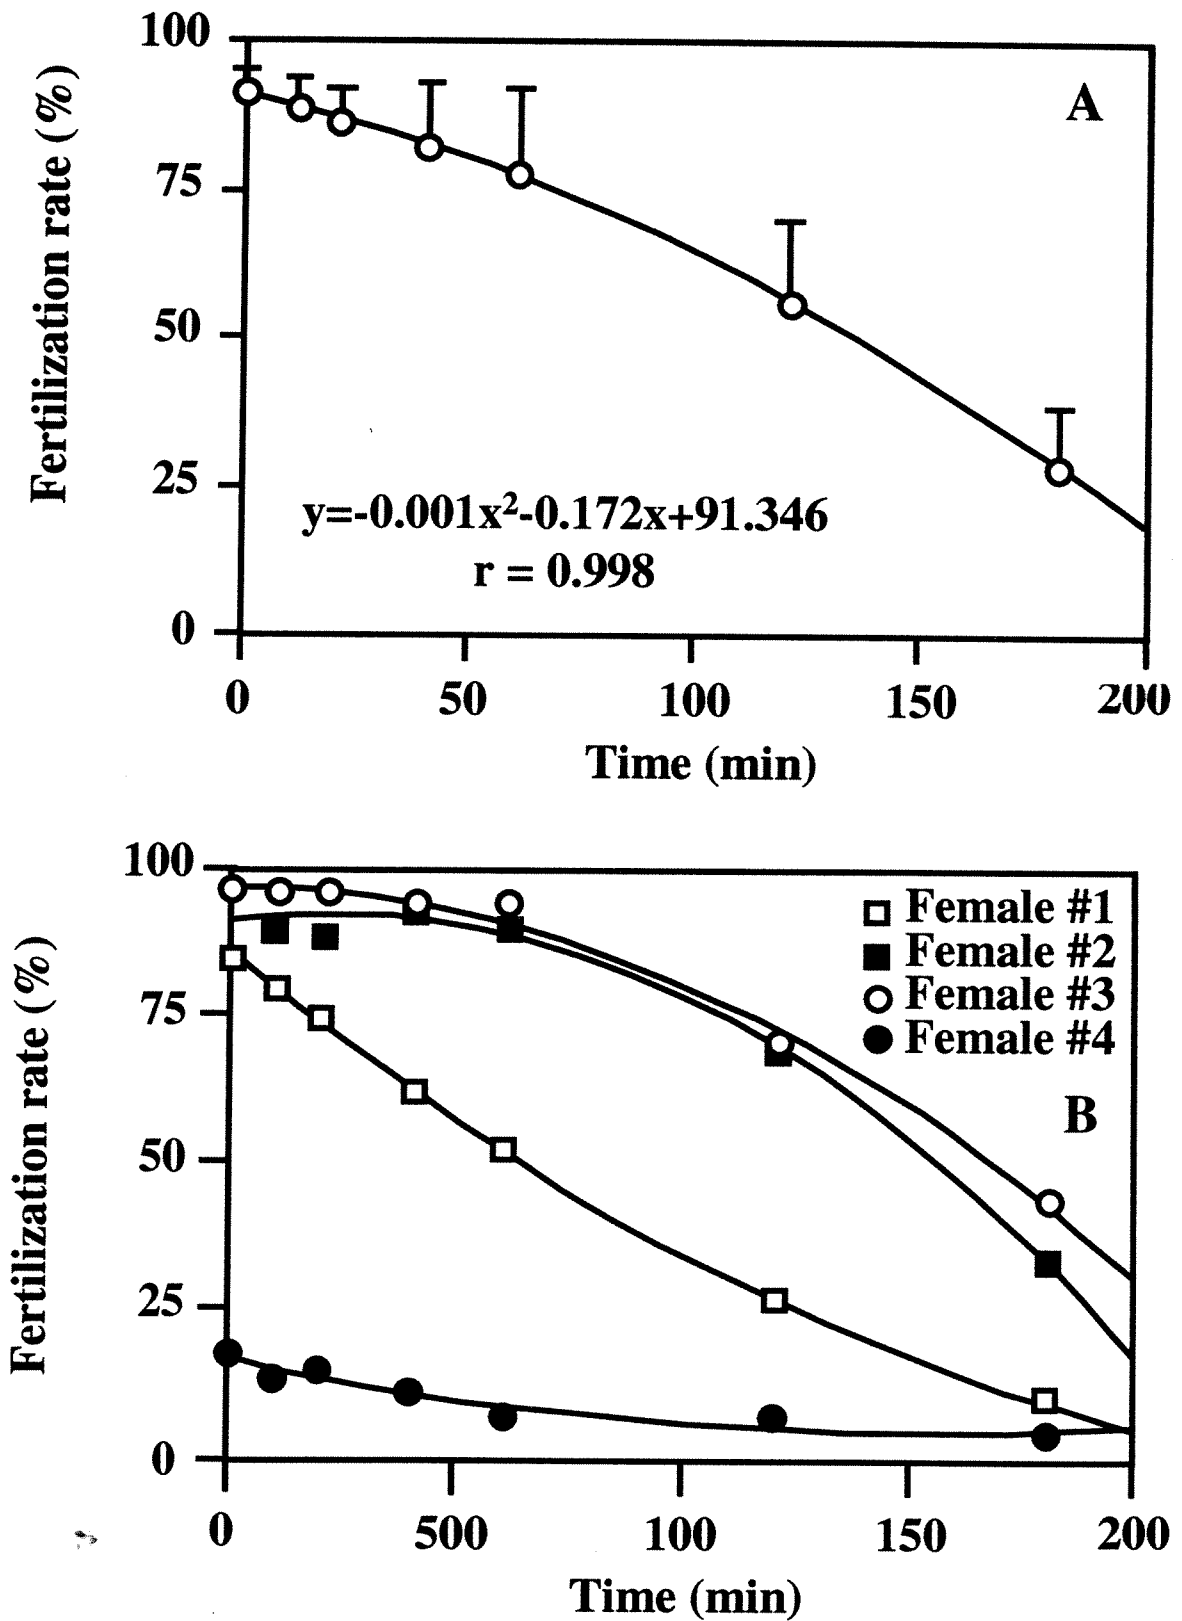 100
75
50
25
0
Fertilization rate (%)
A
y=-0.001x²-0.172x+91.346
r = 0.998
0 50 100 150 200
Time (min)
100
75
50
25
0
Fertilization rate (%)
Female #1
Female #2
Female #3
Female #4
B
0 500 100 150 200
Time (min)